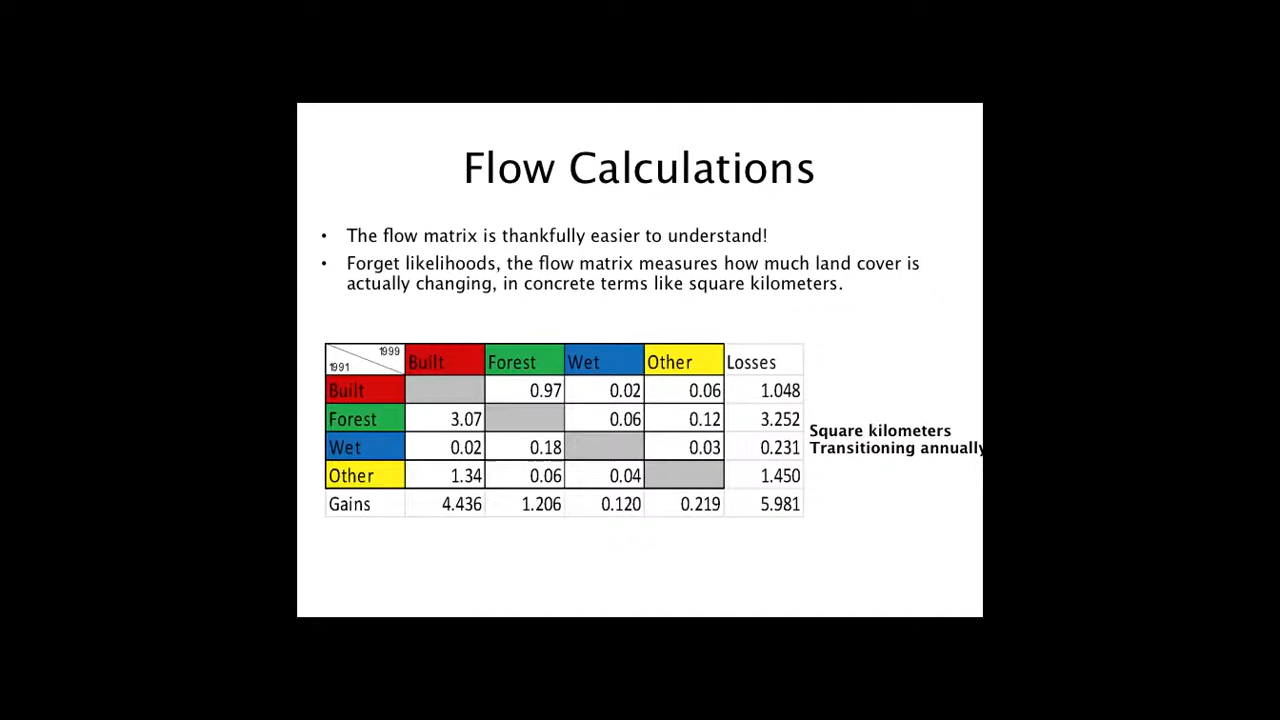 Flow Calculations
• The flow matrix is thankfully easier to understand!
• Forget likelihoods, the flow matrix measures how much land cover is
actually changing, in concrete terms like square kilometers.
1999
1991
Built Forest Wet Other Losses
Built 0.97 0.02 0.06 1.048
Forest 3.07 0.06 0.12 3.252
Wet 0.02 0.18 0.03 0.231
Other 1.34 0.06 0.04 1.450
Gains 4.436 1.206 0.120 0.219 5.981
Square kilometers
Transitioning annually